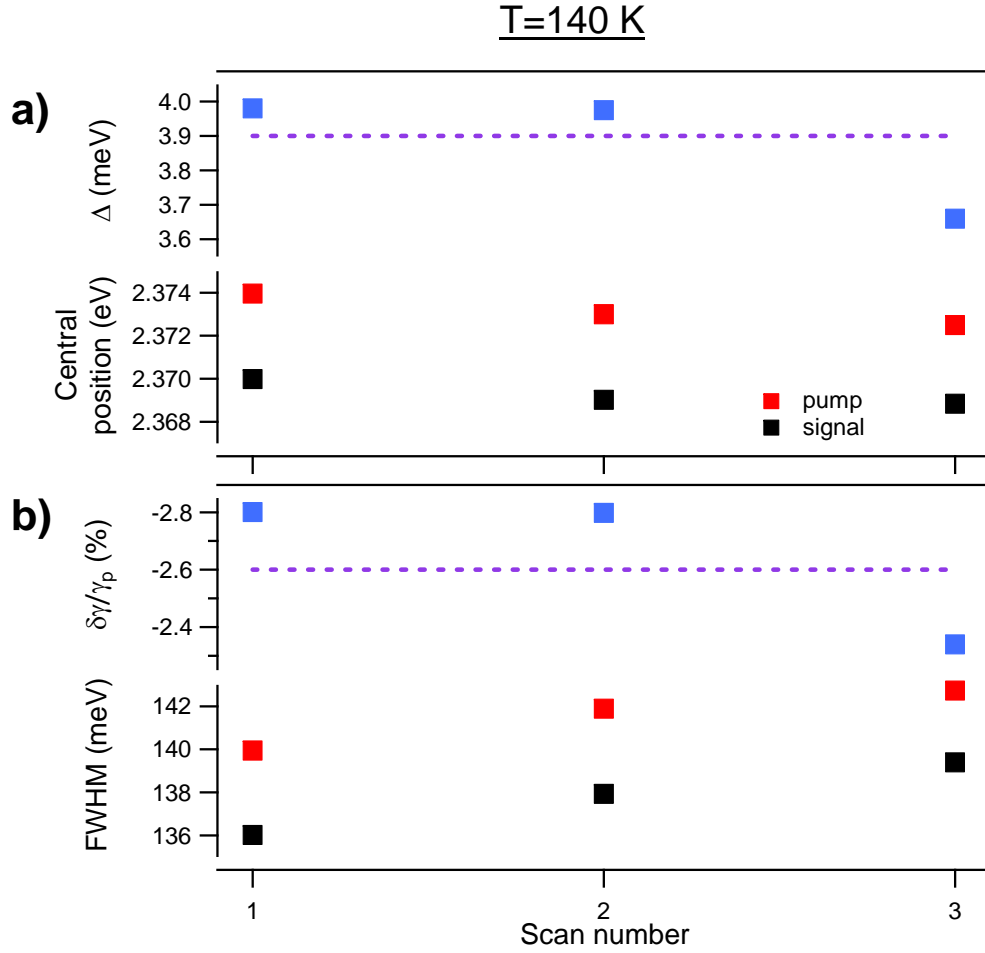 T=140 K
a)
Δ (meV)
4.0
3.9
3.8
3.7
3.6
Central
position (eV)
2.374
2.372
2.370
2.368
pump
signal
b)
δγ/γp (%)
-2.8
-2.6
-2.4
FWHM (meV)
142
140
138
136
1 2 3
Scan number